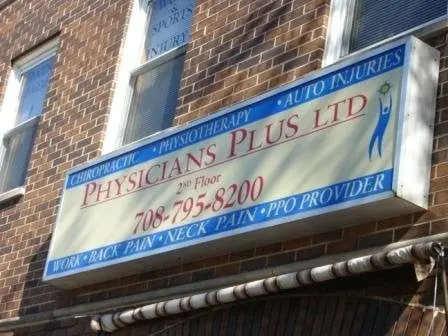 & SPORTS
INJURY
CHIROPRACTIC • PHYSIOTHERAPY • AUTO INJURIES
PHYSICIANS PLUS LTD
2ND Floor
708-795-8200
WORK • BACK PAIN • NECK PAIN • PPO PROVIDER